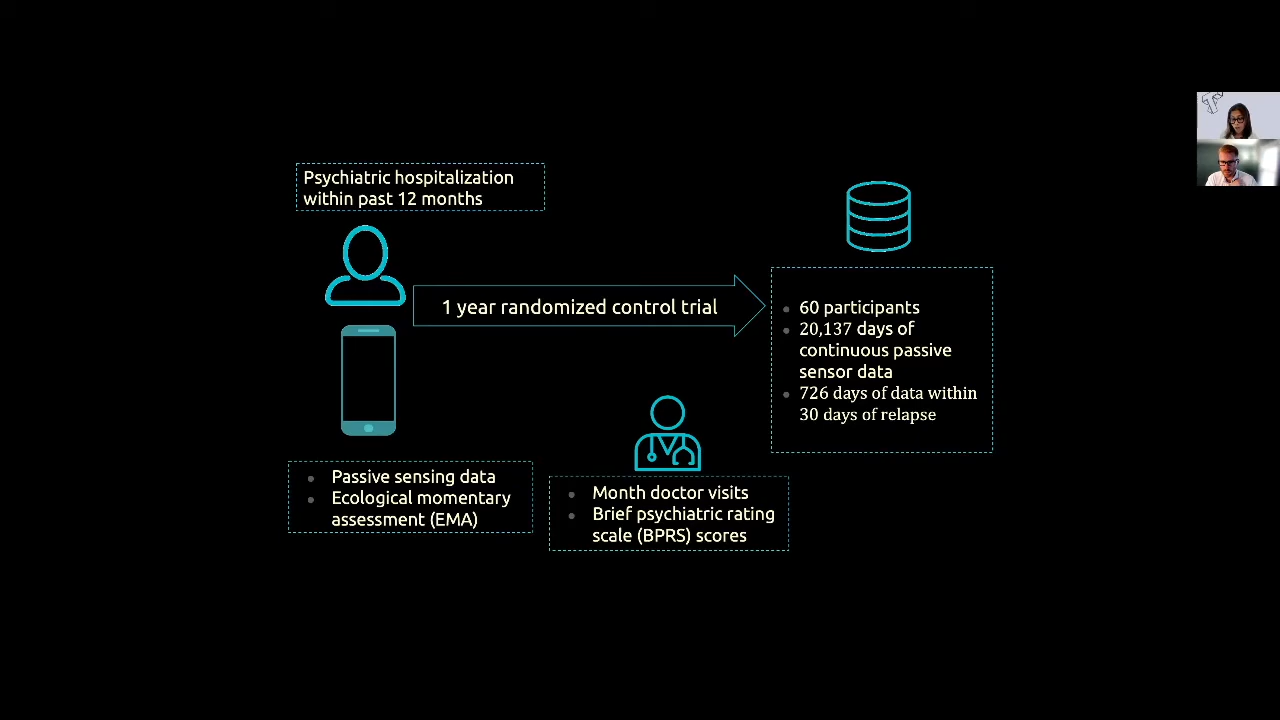 Psychiatric hospitalization
within past 12 months
1 year randomized control trial
60 participants
20,137 days of
continuous passive
sensor data
726 days of data within
30 days of relapse
Passive sensing data
Ecological momentary
assessment (EMA)
Month doctor visits
Brief psychiatric rating
scale (BPRS) scores